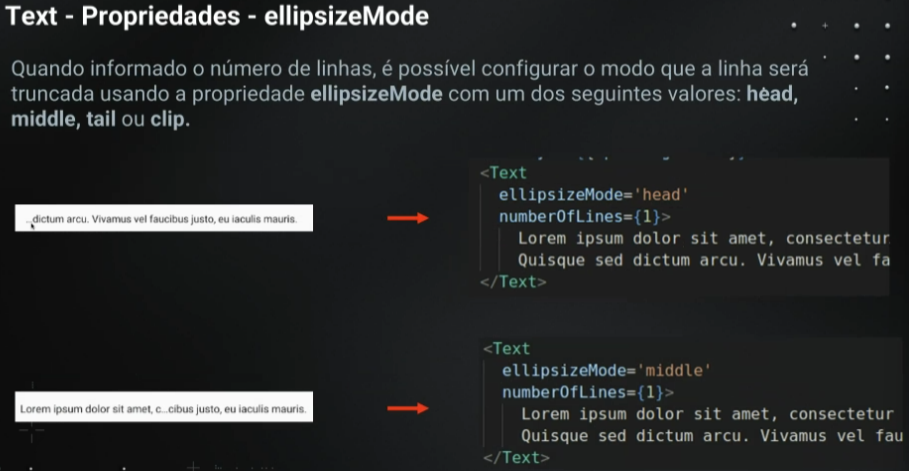 Text - Propriedades - ellipsizeMode
Quando informado o número de linhas, é possível configurar o modo que a linha será
truncada usando a propriedade ellipsizeMode com um dos seguintes valores: head,
middle, tail ou clip.
<Text
ellipsizeMode='head'
numberOfLines={1}>
Lorem ipsum dolor sit amet, consectetur
Quisque sed dictum arcu. Vivamus vel fa
</Text>
...dictum arcu. Vivamus vel faucibus justo, eu iaculis mauris.
<Text
ellipsizeMode='middle'
numberOfLines={1}>
Lorem ipsum dolor sit amet, consectetur
Quisque sed dictum arcu. Vivamus vel fau
</Text>
Lorem ipsum dolor sit amet, c...cibus justo, eu iaculis mauris.